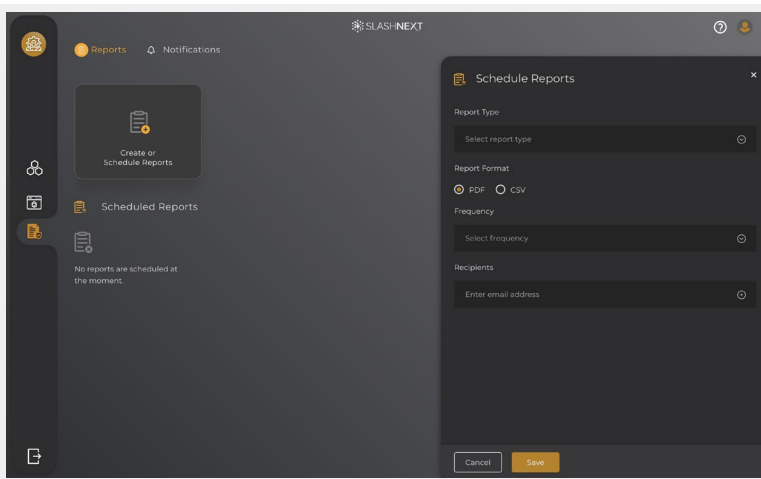 SLASHNEXT
Reports
Notifications
Create or
Schedule Reports
Scheduled Reports
No reports are scheduled at
the moment.
Schedule Reports
Report Type
Select report type
Report Format
PDF CSV
Frequency
Select frequency
Recipients
Enter email address
Cancel Save